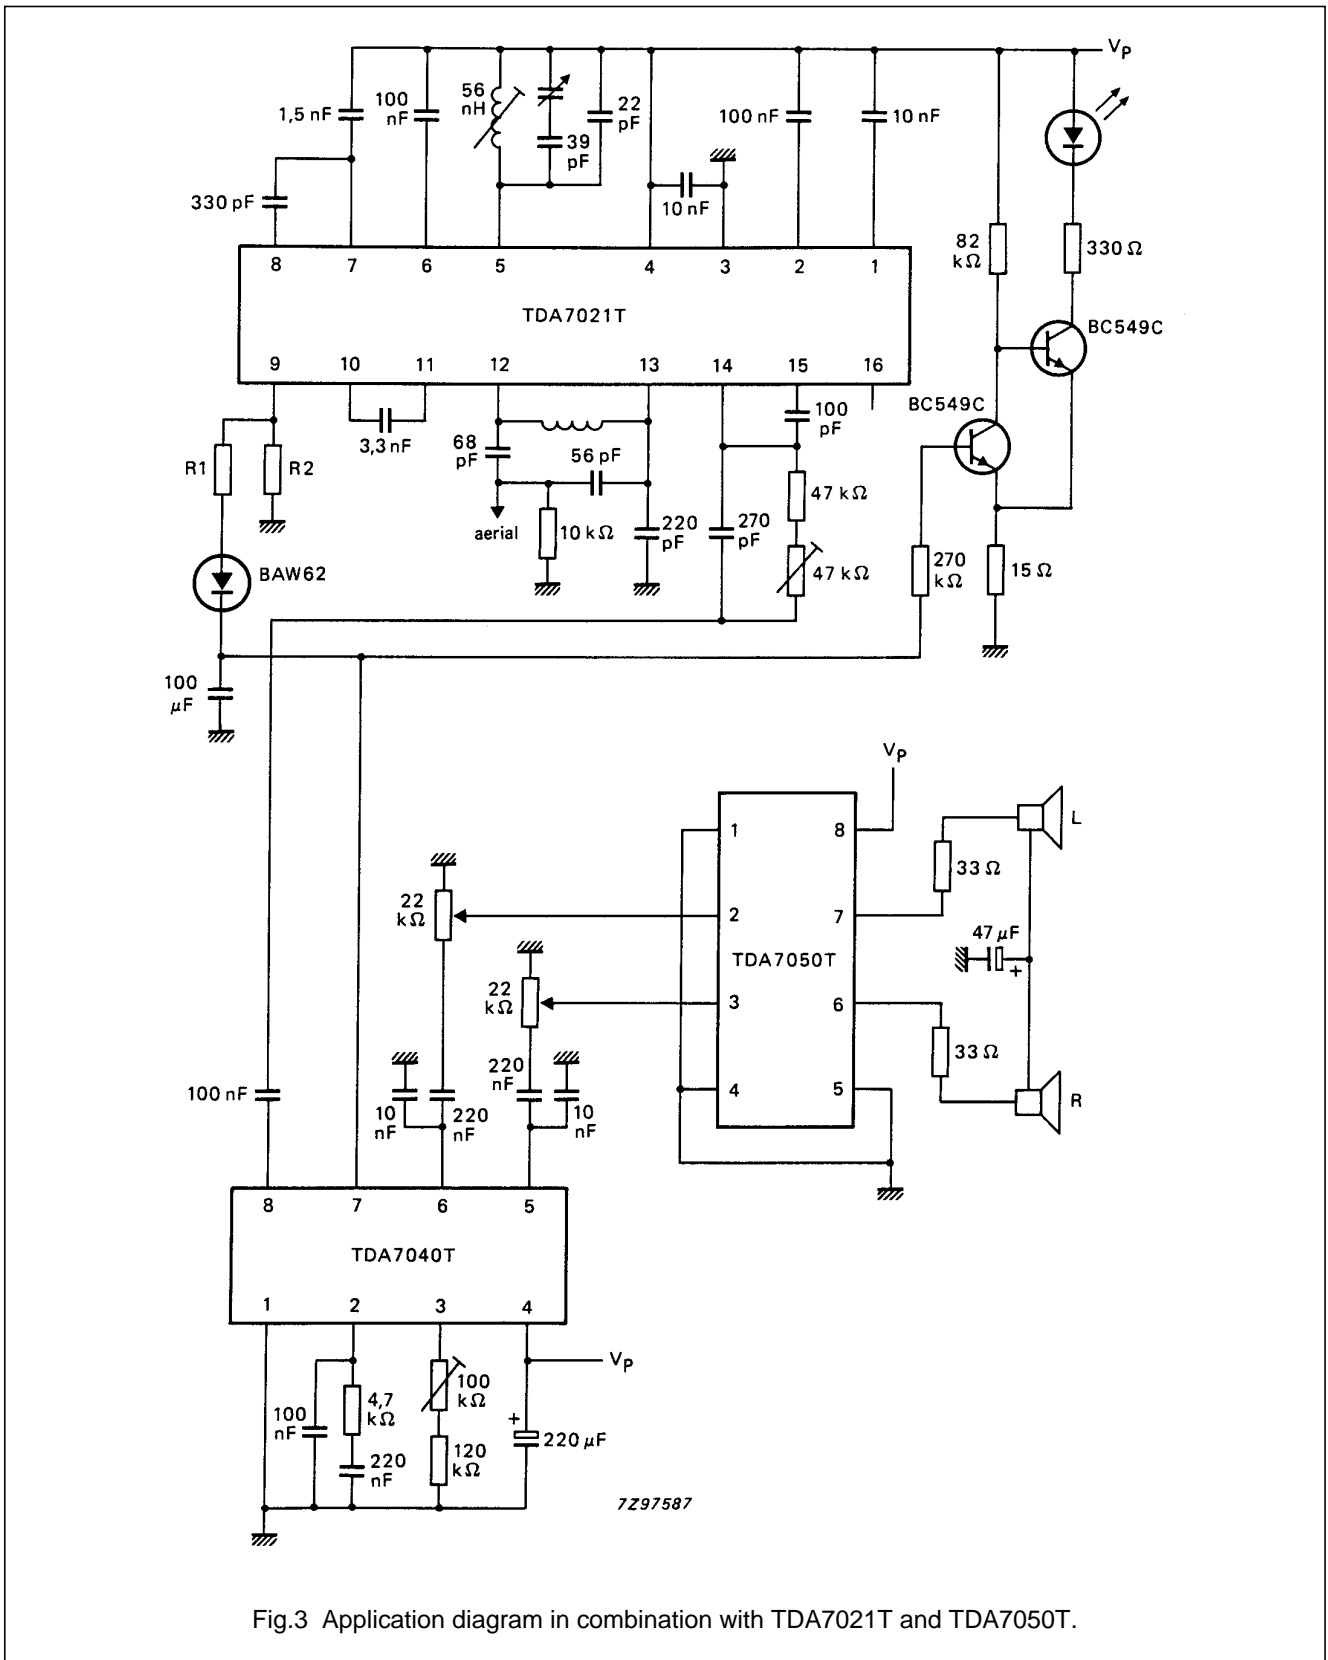 Vp
1,5 nF
100
nF
56
nH
39
pF
22
pF
10 nF
100 nF
10 nF
330 pF
82
kΩ
330 Ω
8 7 6 5 4 3 2 1
TDA7021T
BC549C
9 10 11 12 13 14 15 16
BC549C
R1
R2
3,3 nF
68
pF
56 pF
100
pF
47 kΩ
aerial
10 kΩ
220
pF
270
pF
47 kΩ
BAW62
270
kΩ
15 Ω
100
µF
Vp
1 8
L
33 Ω
22
kΩ
2 7
TDA7050T
47 µF
+
22
kΩ
3 6
33 Ω
100 nF
10
nF
220
nF
220
nF
10
nF
4 5
R
8 7 6 5
TDA7040T
1 2 3 4
Vp
100
nF
4,7
kΩ
220
nF
100
kΩ
120
kΩ
+
220 µF
7Z97587
Fig.3 Application diagram in combination with TDA7021T and TDA7050T.